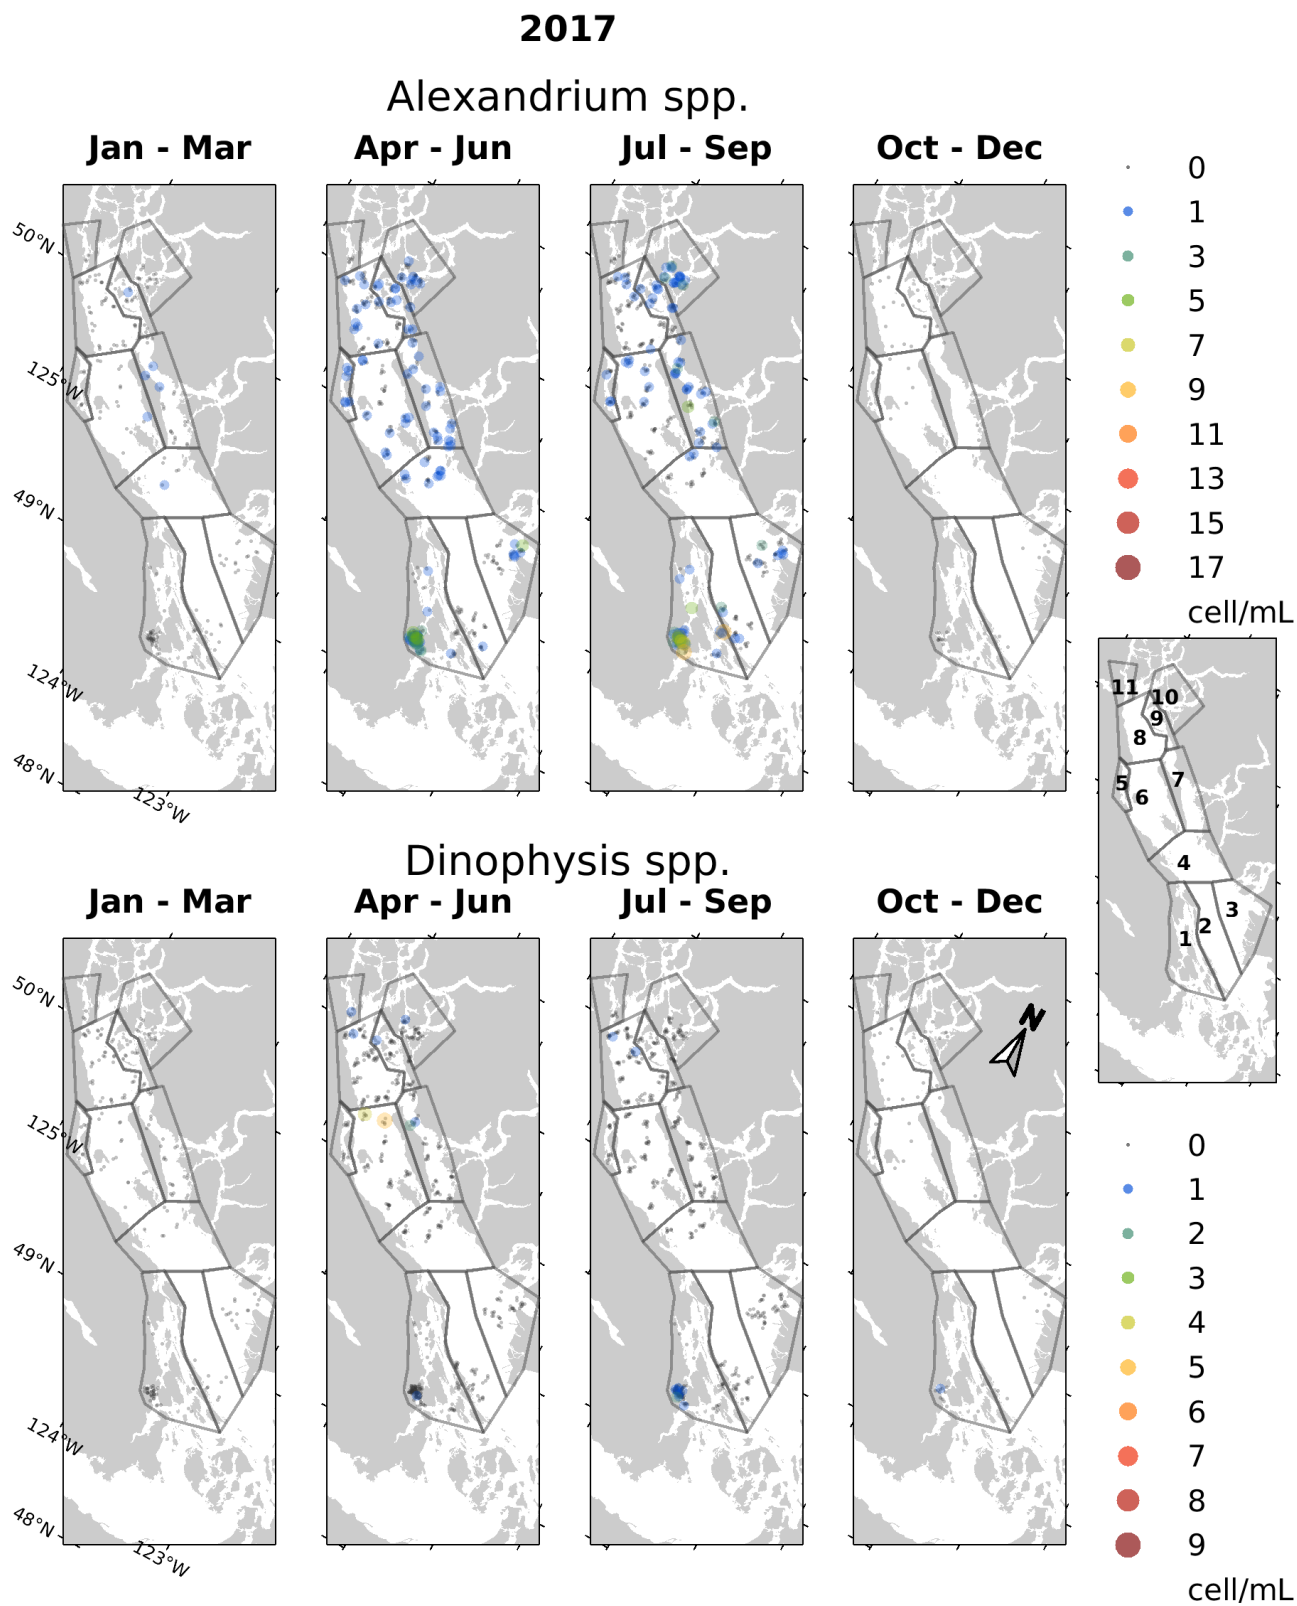 2017
Alexandrium spp.
Jan - Mar
Apr - Jun
Jul - Sep
Oct - Dec
50°N
125°W
49°N
124°W
48°N
123°W
0
1
3
5
7
9
11
13
15
17
cell/mL
11
10
9
8
7
5
6
4
3
2
1
Dinophysis spp.
Jan - Mar
Apr - Jun
Jul - Sep
Oct - Dec
N
50°N
125°W
49°N
124°W
48°N
123°W
0
1
2
3
4
5
6
7
8
9
cell/mL